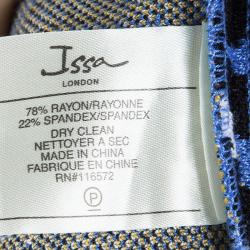 Issa
LONDON
78% RAYON/RAYONNE
22% SPANDEX/SPANDEX
DRY CLEAN
NETTOYER A SEC
MADE IN CHINA
FABRIQUE EN CHINE
RN#116572
P